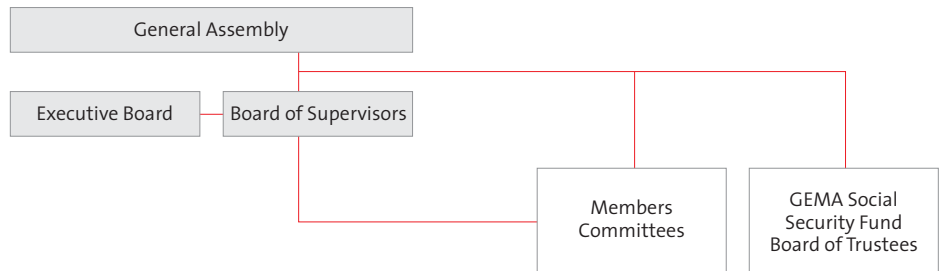 General Assembly
Executive Board
Board of Supervisors
Members
Committees
GEMA Social
Security Fund
Board of Trustees